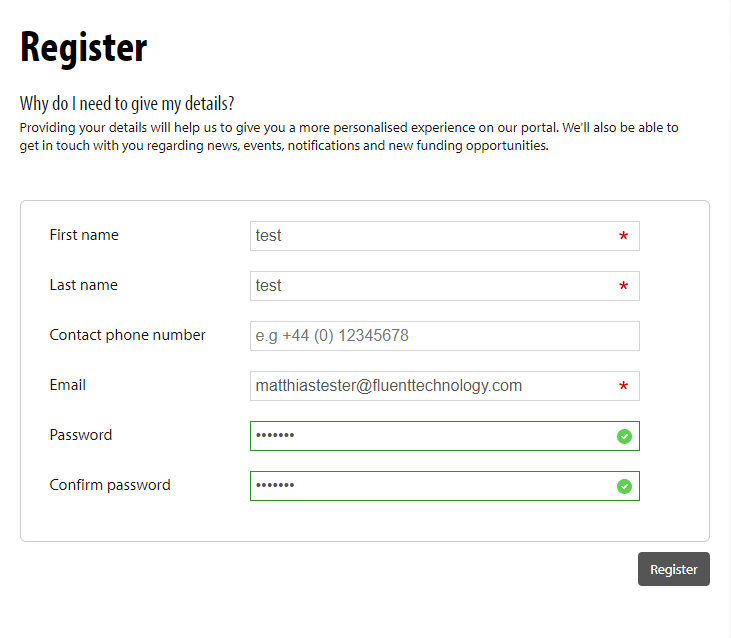 Register
Why do I need to give my details?
Providing your details will help us to give you a more personalised experience on our portal. We'll also be able to
get in touch with you regarding news, events, notifications and new funding opportunities.
First name test *
Last name test *
Contact phone number e.g +44 (0) 12345678
Email matthiastester@fluenttechnology.com *
Password •••••••
Confirm password •••••••
Register